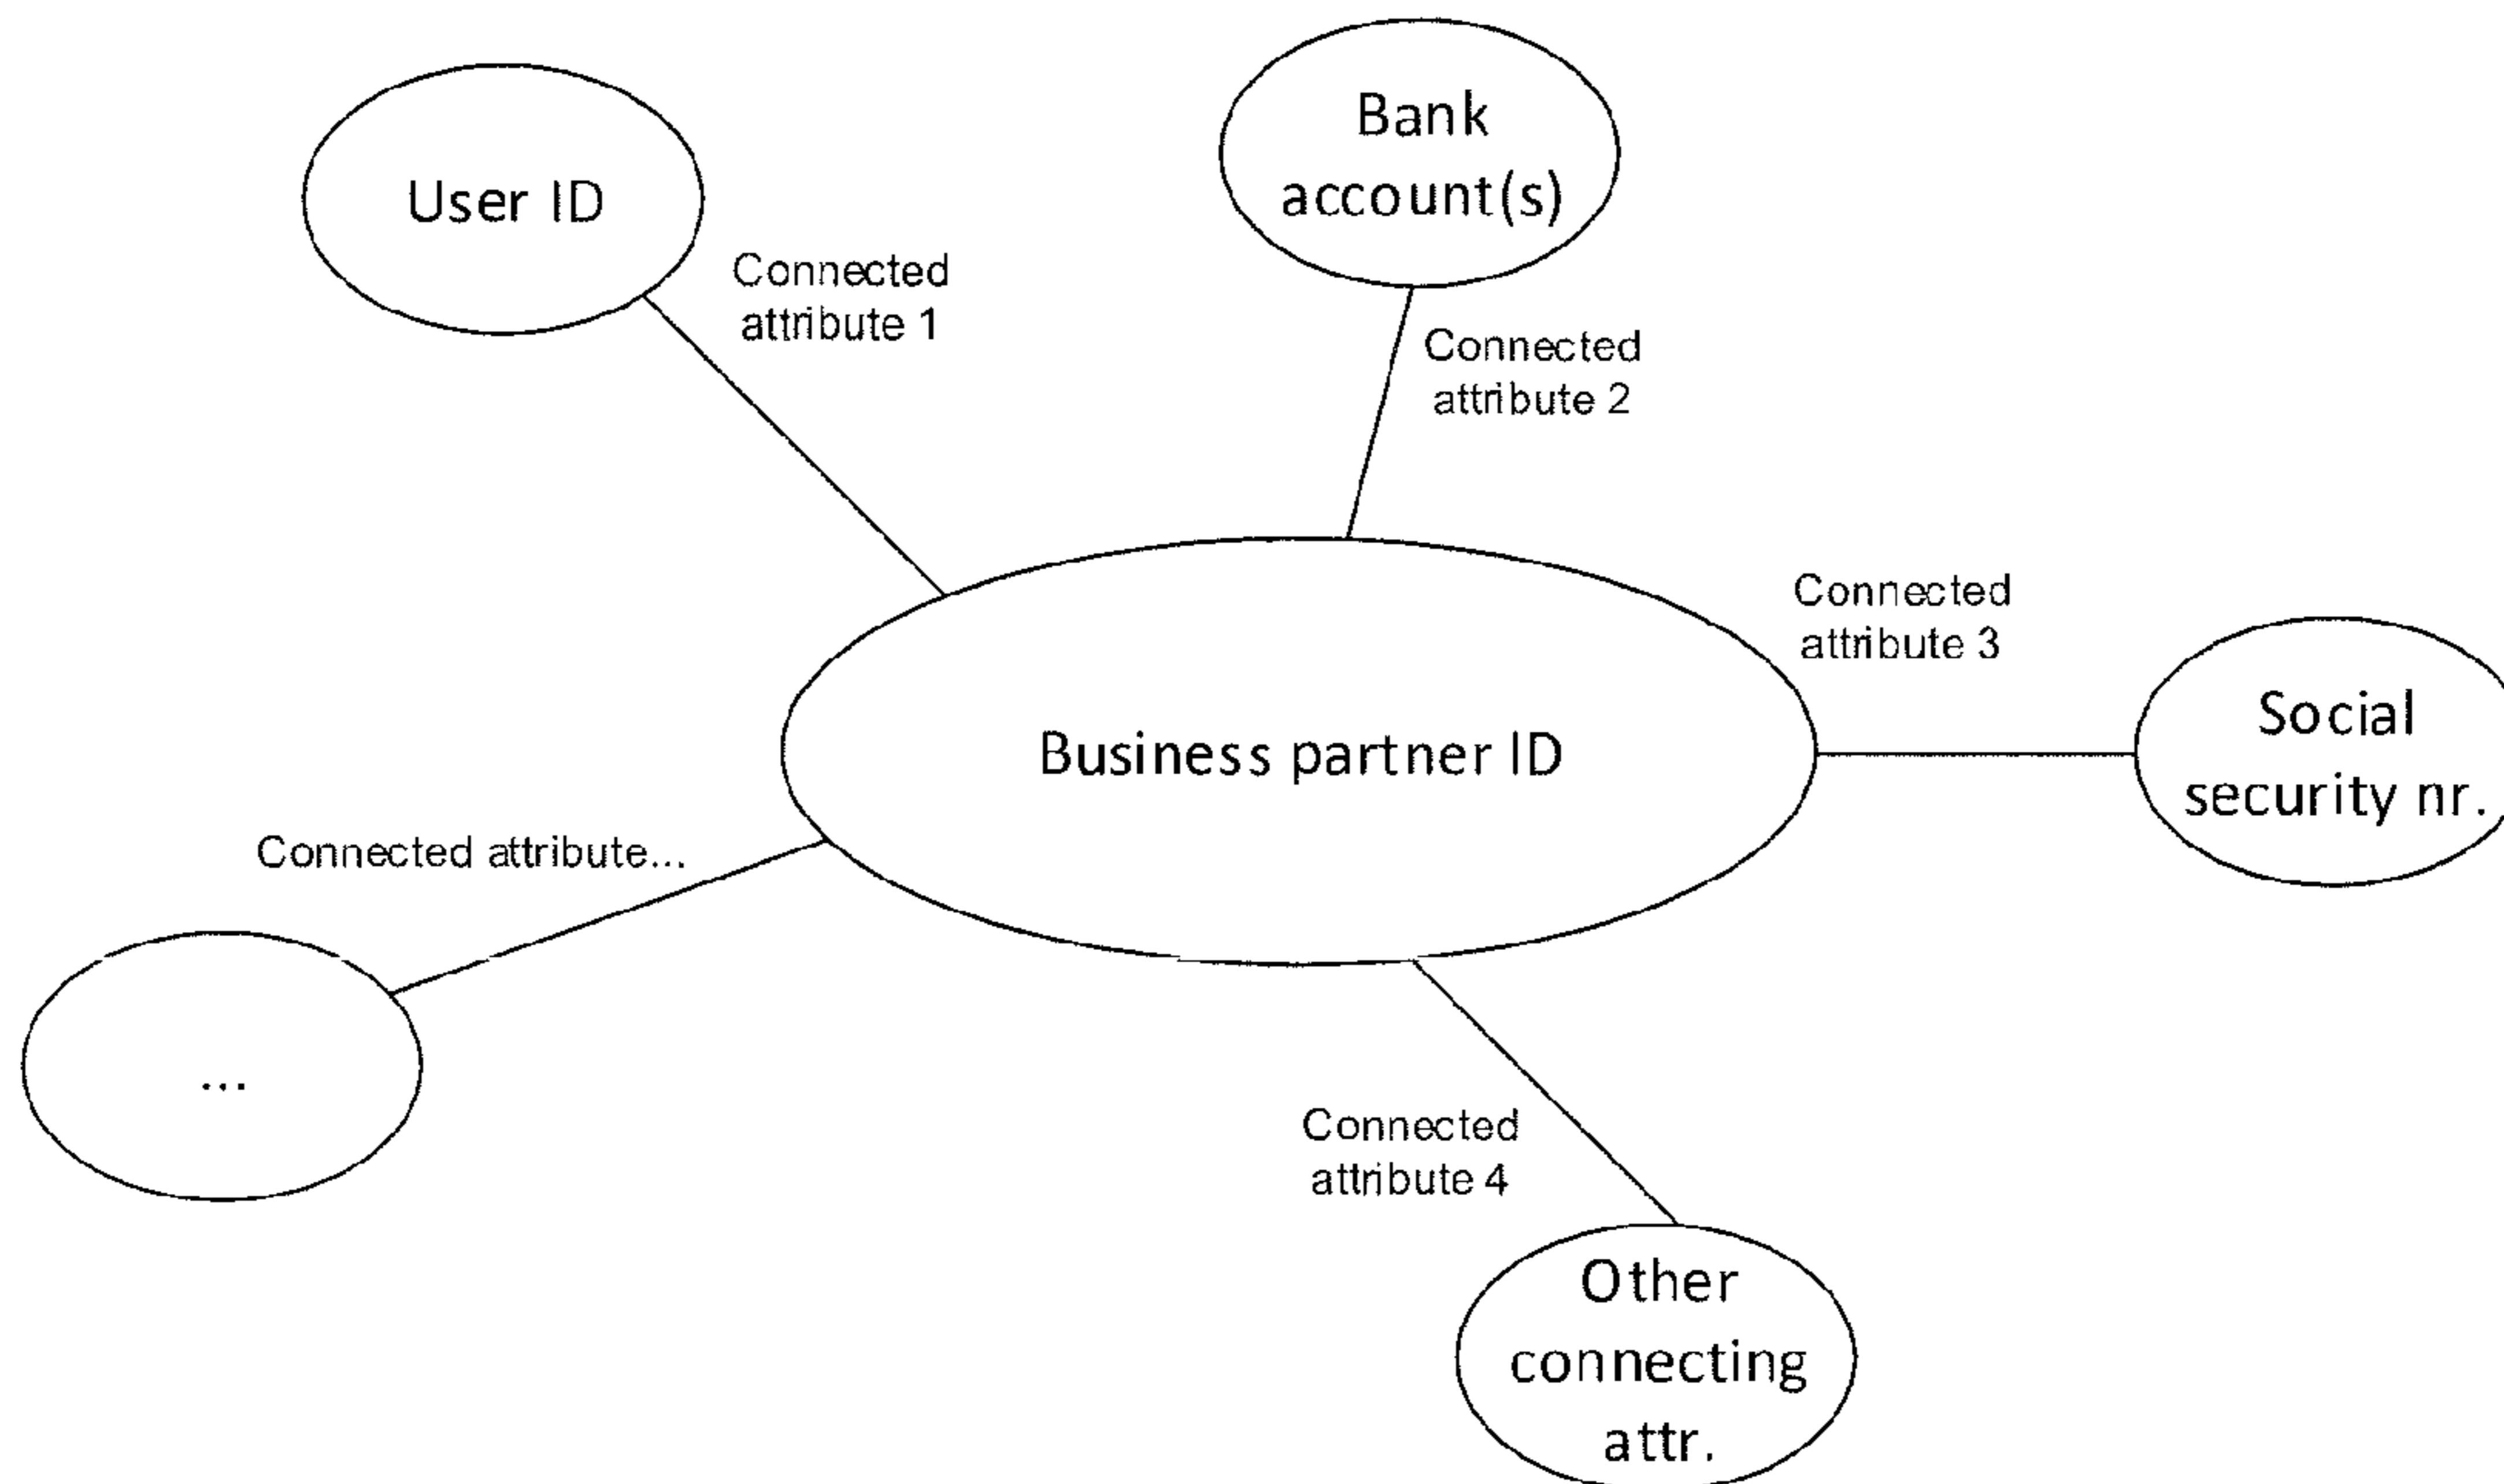 User ID
Bank
account(s)
Connected
attribute 1
Connected
attribute 2
Connected
attribute 3
Social
security nr.
Business partner ID
Connected attribute...
...
Connected
attribute 4
Other
connecting
attr.